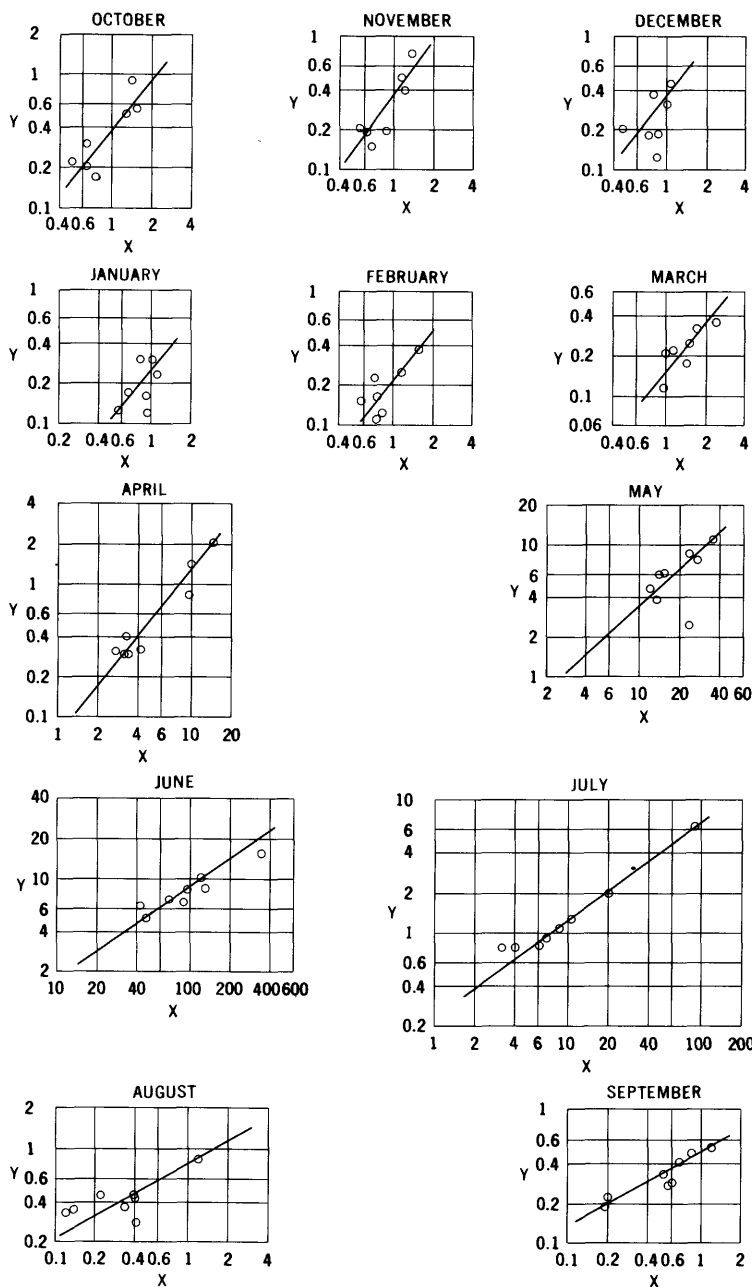 OCTOBER
2
1
0.6
Y
0.4
0.2
0.1
0.4 0.6 1 2 4
X
NOVEMBER
1
0.6
Y
0.4
0.2
0.1
0.4 0.6 1 2 4
X
DECEMBER
1
0.6
Y
0.4
0.2
0.1
0.4 0.6 1 2 4
X
JANUARY
1
0.6
Y
0.4
0.2
0.1
0.2 0.4 0.6 1 2
X
FEBRUARY
1
0.6
Y
0.4
0.2
0.1
0.4 0.6 1 2 4
X
MARCH
0.6
0.4
Y
0.2
0.1
0.06
0.4 0.6 1 2 4
X
APRIL
4
2
Y
1
0.6
0.4
0.2
0.1
1 2 4 6 10 20
X
MAY
20
10
Y
6
4
2
1
2 4 6 10 20 40 60
X
JUNE
40
20
Y
10
6
4
2
10 20 40 100 200 400 600
X
JULY
10
6
4
2
Y
1
0.6
0.4
0.2
1 2 4 6 10 20 40 100 200
X
AUGUST
2
1
Y
0.6
0.4
0.2
0.1 0.2 0.4 0.6 1 2 4
X
SEPTEMBER
1
0.6
Y
0.4
0.2
0.1
0.1 0.2 0.4 0.6 1 2
X